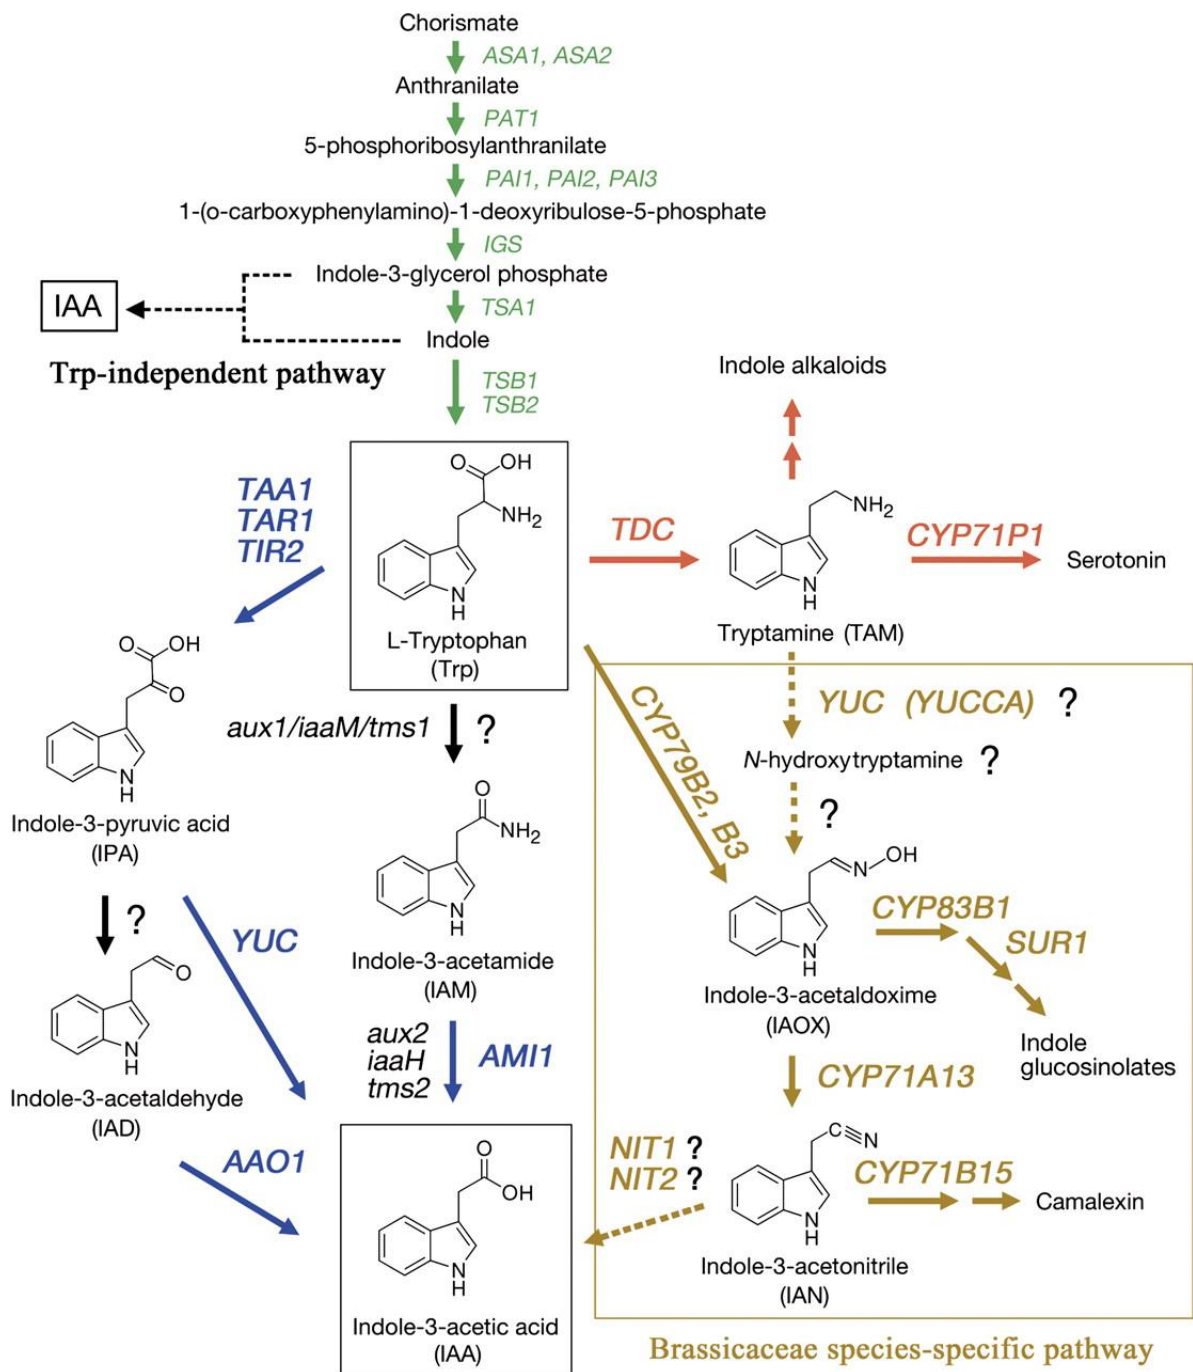 Chorismate
ASA1, ASA2
Anthranilate
PAT1
5-phosphoribosylanthranilate
PAI1, PAI2, PAI3
1-(o-carboxyphenylamino)-1-deoxyribulose-5-phosphate
IGS
Indole-3-glycerol phosphate
IAA
TSA1
Indole
Trp-independent pathway
TSB1
TSB2
Indole alkaloids
TAA1
TAR1
TIR2
O
OH
NH2
N
H
L-Tryptophan
(Trp)
TDC
NH2
N
H
Tryptamine (TAM)
CYP71P1
Serotonin
O
OH
O
N
H
Indole-3-pyruvic acid
(IPA)
aux1/iaaM/tms1 ?
O
NH2
N
H
Indole-3-acetamide
(IAM)
CYP79B2, B3
YUC (YUCCA) ?
N-hydroxytryptamine ?
?
N
OH
N
H
Indole-3-acetaldoxime
(IAOX)
CYP83B1
SUR1
Indole
glucosinolates
?
YUC
O
N
H
Indole-3-acetaldehyde
(IAD)
aux2
iaaH
tms2
AMI1
CYP71A13
AAO1
O
OH
N
H
Indole-3-acetic acid
(IAA)
NIT1 ?
NIT2 ?
C
N
N
H
Indole-3-acetonitrile
(IAN)
CYP71B15
Camalexin
Brassicaceae species-specific pathway